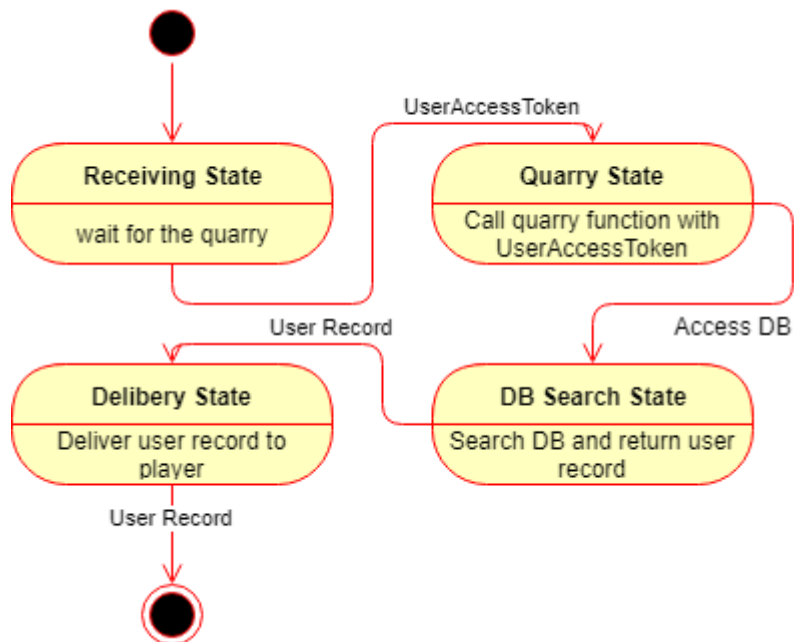 UserAccessToken
Receiving State
wait for the quarry
Quarry State
Call quarry function with
UserAccessToken
Access DB
User Record
Delibery State
Deliver user record to
player
DB Search State
Search DB and return user
record
User Record